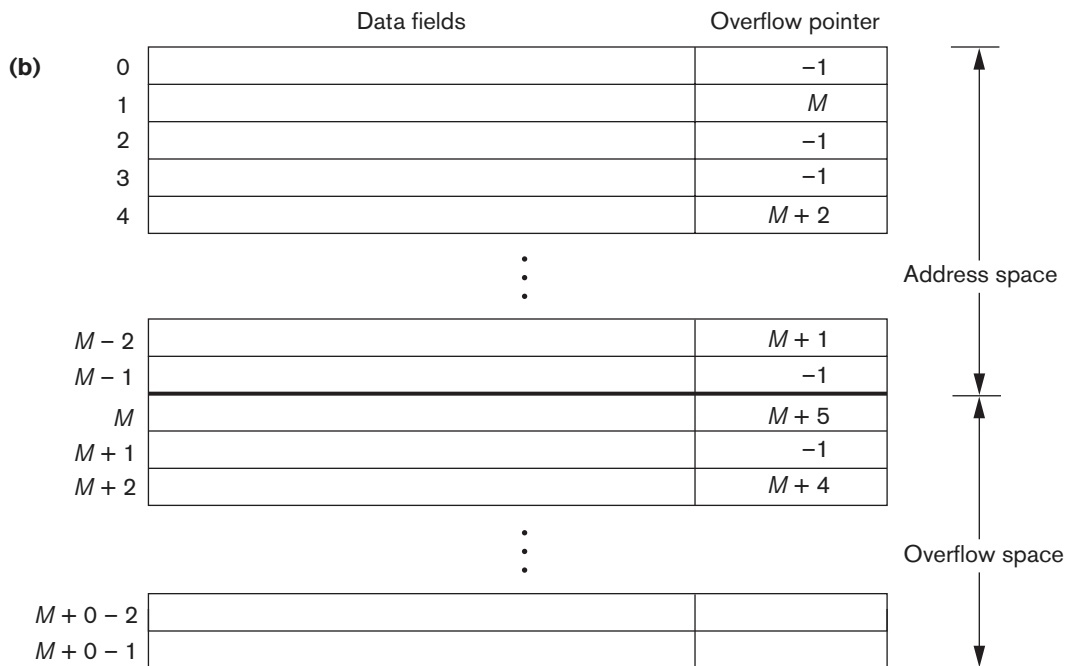 Data fields Overflow pointer
(b) 0 −1
1 M
2 −1
3 −1
4 M + 2
Address space
M − 2 M + 1
M − 1 −1
M M + 5
M + 1 −1
M + 2 M + 4
Overflow space
M + 0 − 2
M + 0 − 1